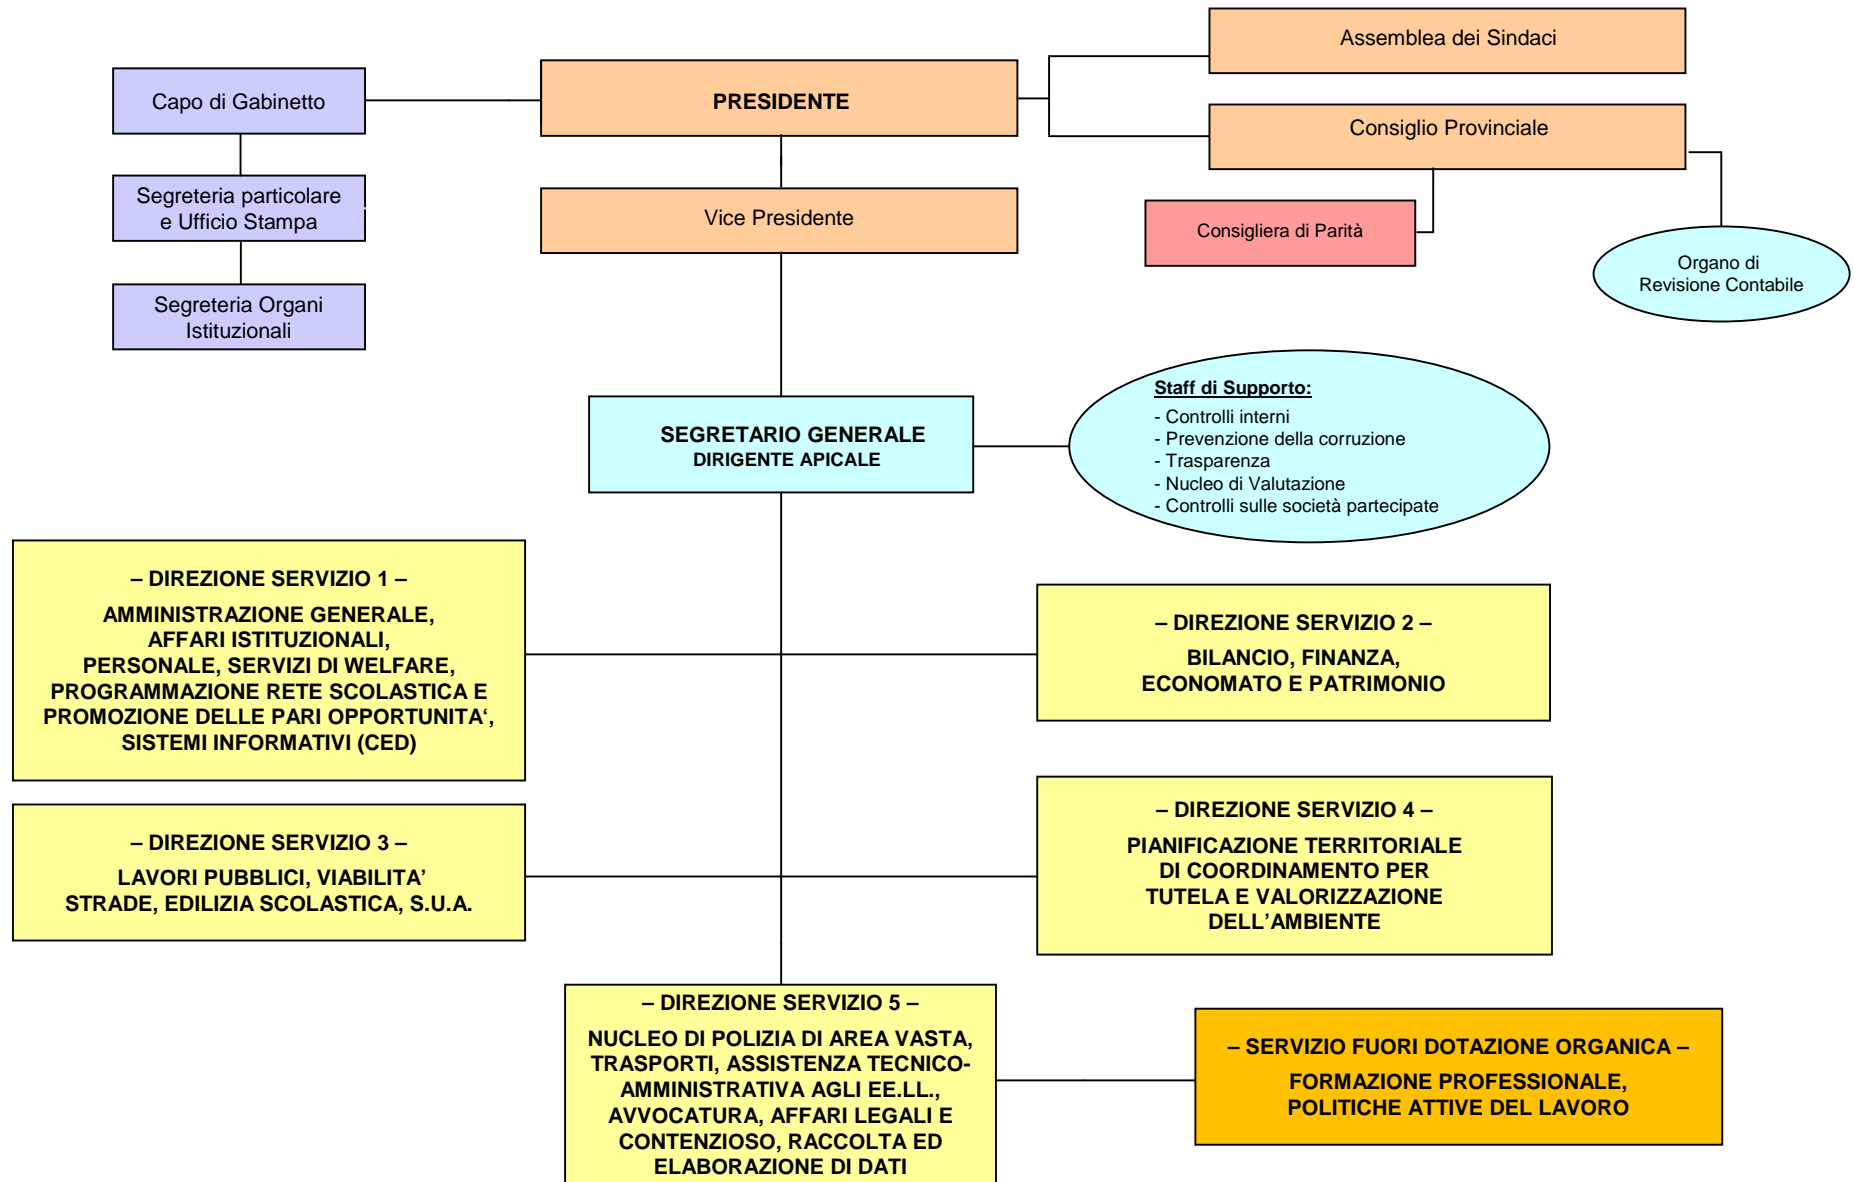 Assemblea dei Sindaci
Capo di Gabinetto
PRESIDENTE
Consiglio Provinciale
Segreteria particolare
e Ufficio Stampa
Vice Presidente
Consigliera di Parità
Organo di
Revisione Contabile
Segreteria Organi
Istituzionali
Staff di Supporto:
- Controlli interni
- Prevenzione della corruzione
- Trasparenza
- Nucleo di Valutazione
- Controlli sulle società partecipate
SEGRETARIO GENERALE
DIRIGENTE APICALE
– DIREZIONE SERVIZIO 1 –
AMMINISTRAZIONE GENERALE,
AFFARI ISTITUZIONALI,
PERSONALE, SERVIZI DI WELFARE,
PROGRAMMAZIONE RETE SCOLASTICA E
PROMOZIONE DELLE PARI OPPORTUNITA‘,
SISTEMI INFORMATIVI (CED)
– DIREZIONE SERVIZIO 2 –
BILANCIO, FINANZA,
ECONOMATO E PATRIMONIO
– DIREZIONE SERVIZIO 3 –
LAVORI PUBBLICI, VIABILITA’
STRADE, EDILIZIA SCOLASTICA, S.U.A.
– DIREZIONE SERVIZIO 4 –
PIANIFICAZIONE TERRITORIALE
DI COORDINAMENTO PER
TUTELA E VALORIZZAZIONE
DELL’AMBIENTE
– DIREZIONE SERVIZIO 5 –
NUCLEO DI POLIZIA DI AREA VASTA,
TRASPORTI, ASSISTENZA TECNICO-
AMMINISTRATIVA AGLI EE.LL.,
AVVOCATURA, AFFARI LEGALI E
CONTENZIOSO, RACCOLTA ED
ELABORAZIONE DI DATI
– SERVIZIO FUORI DOTAZIONE ORGANICA –
FORMAZIONE PROFESSIONALE,
POLITICHE ATTIVE DEL LAVORO